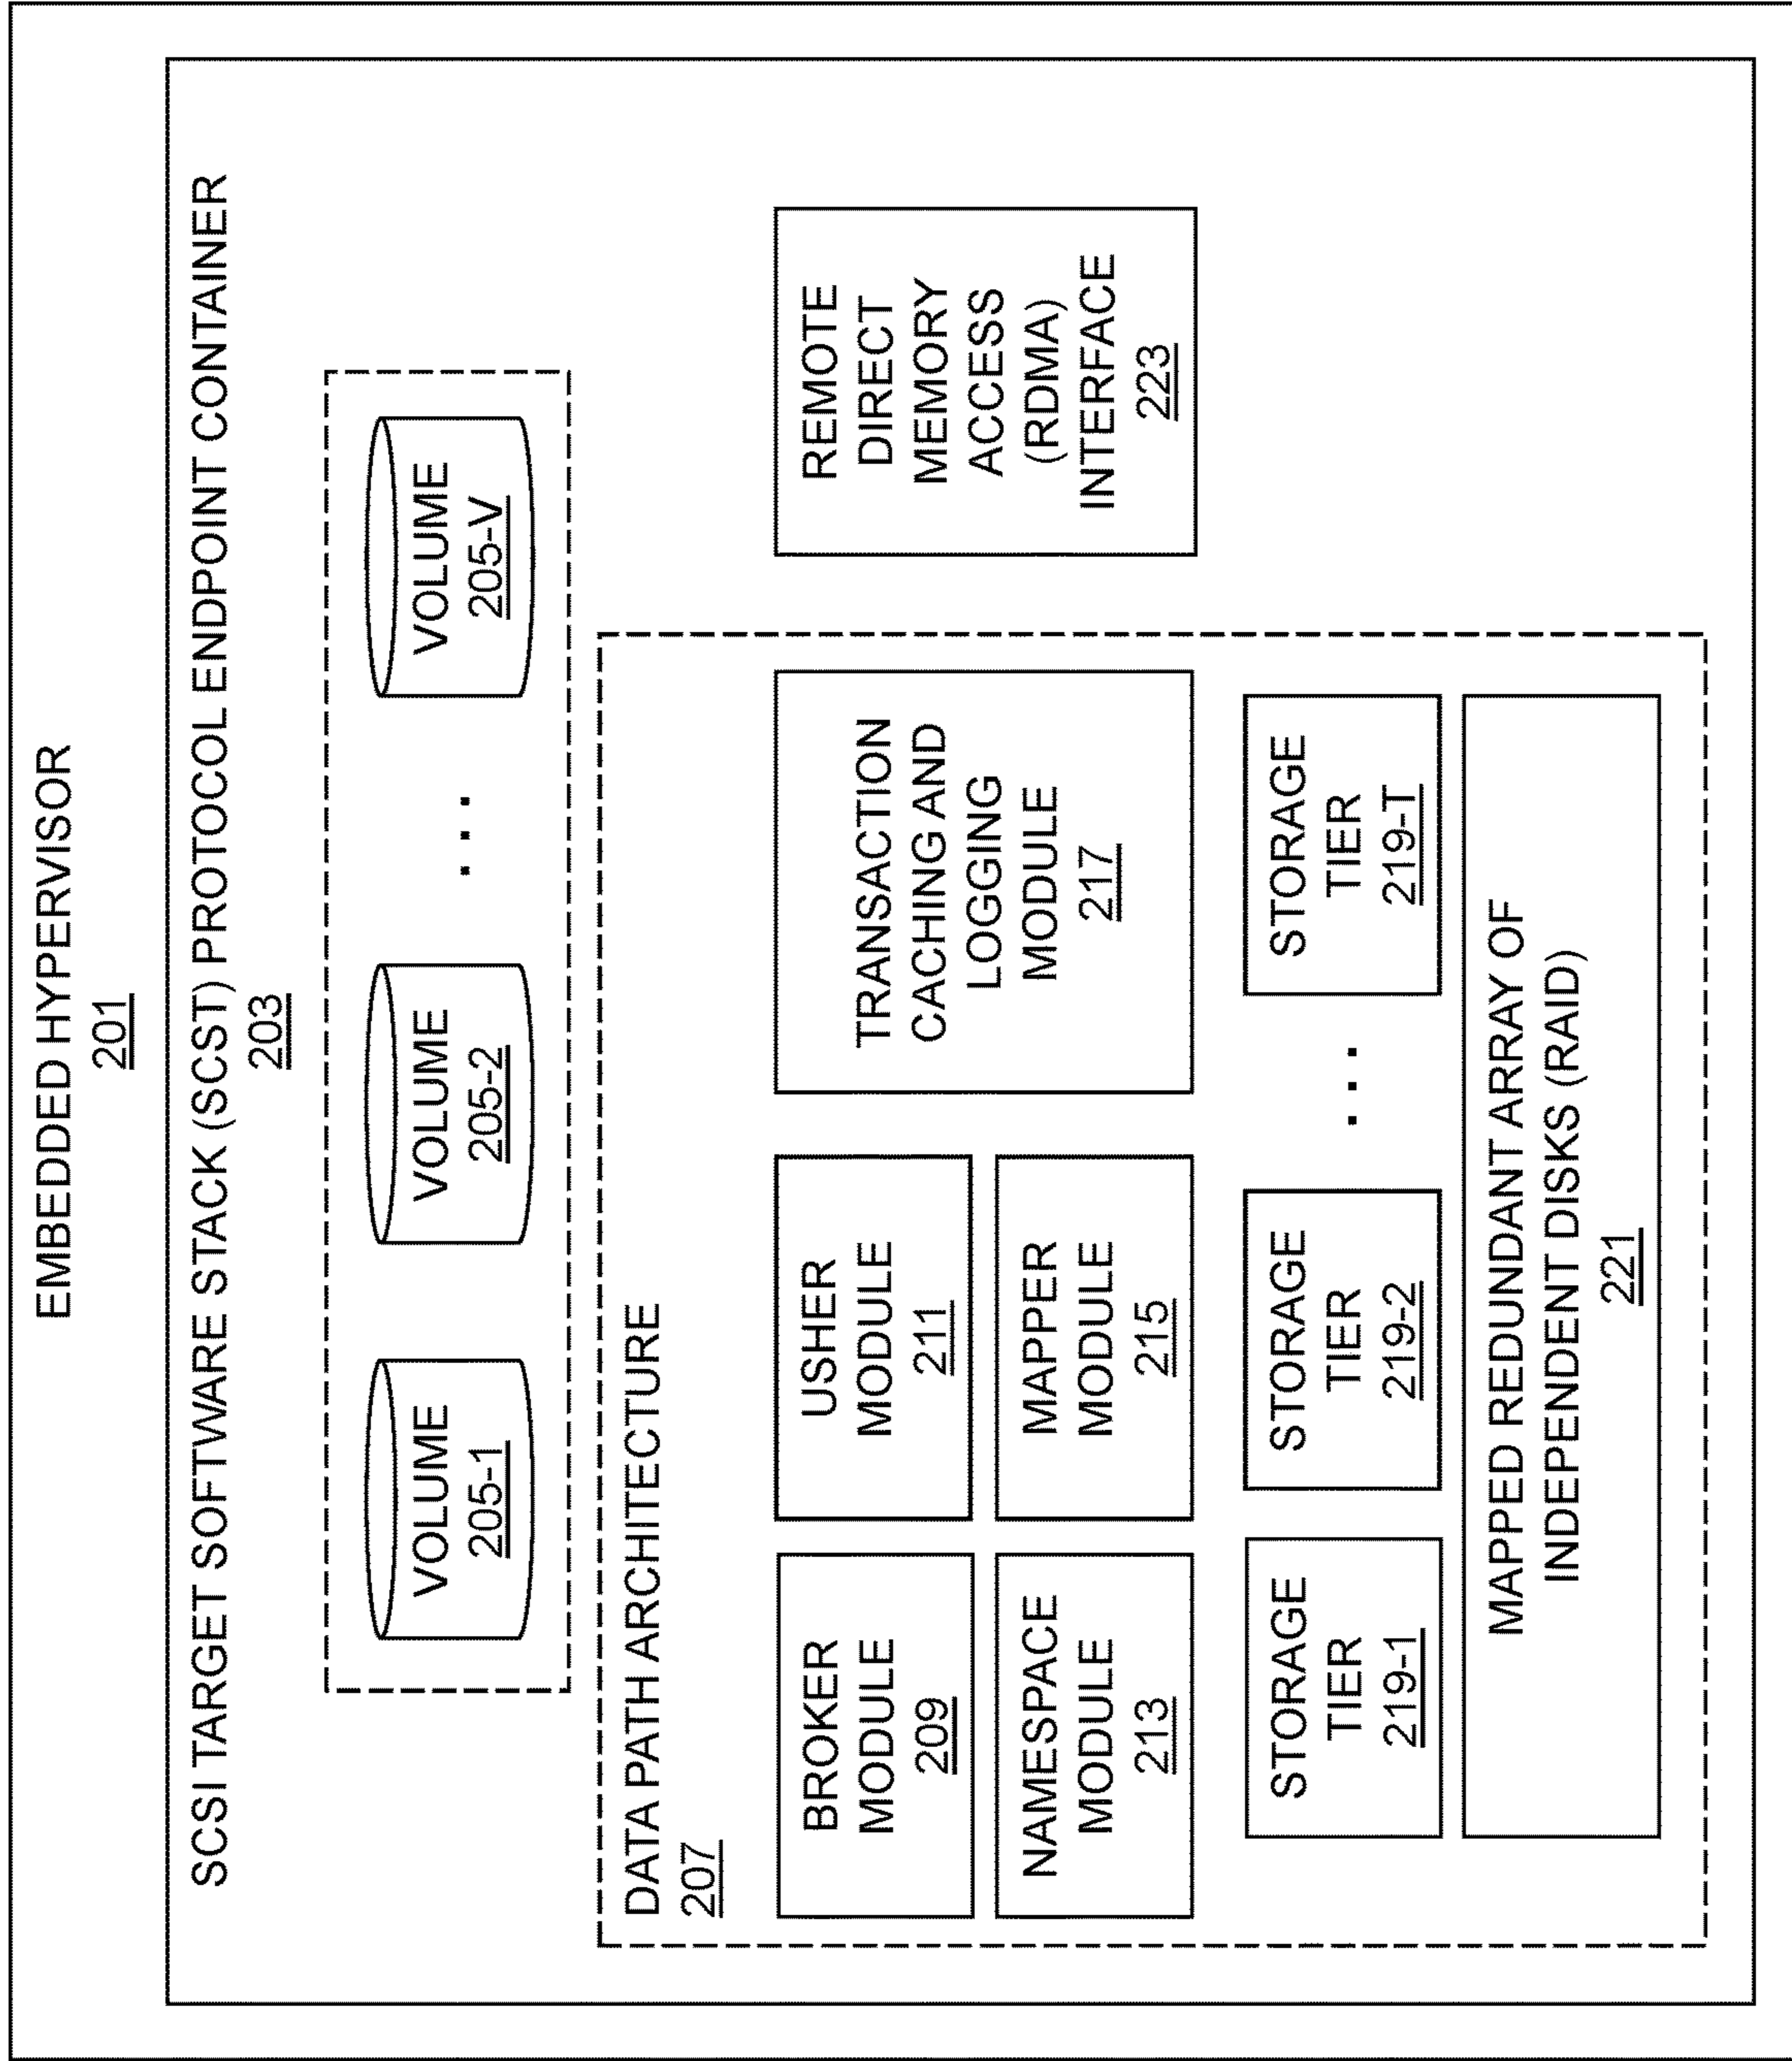 EMBEDDED HYPERVISOR
201
SCSI TARGET SOFTWARE STACK (SCST) PROTOCOL ENDPOINT CONTAINER
203
VOLUME
205-1
VOLUME
205-2
...
VOLUME
205-V
DATA PATH ARCHITECTURE
207
BROKER
MODULE
209
USHER
MODULE
211
NAMESPACE
MODULE
213
MAPPER
MODULE
215
TRANSACTION
CACHING AND
LOGGING
MODULE
217
REMOTE
DIRECT
MEMORY
ACCESS
(RDMA)
INTERFACE
223
STORAGE
TIER
219-1
STORAGE
TIER
219-2
...
STORAGE
TIER
219-T
MAPPED REDUNDANT ARRAY OF
INDEPENDENT DISKS (RAID)
221